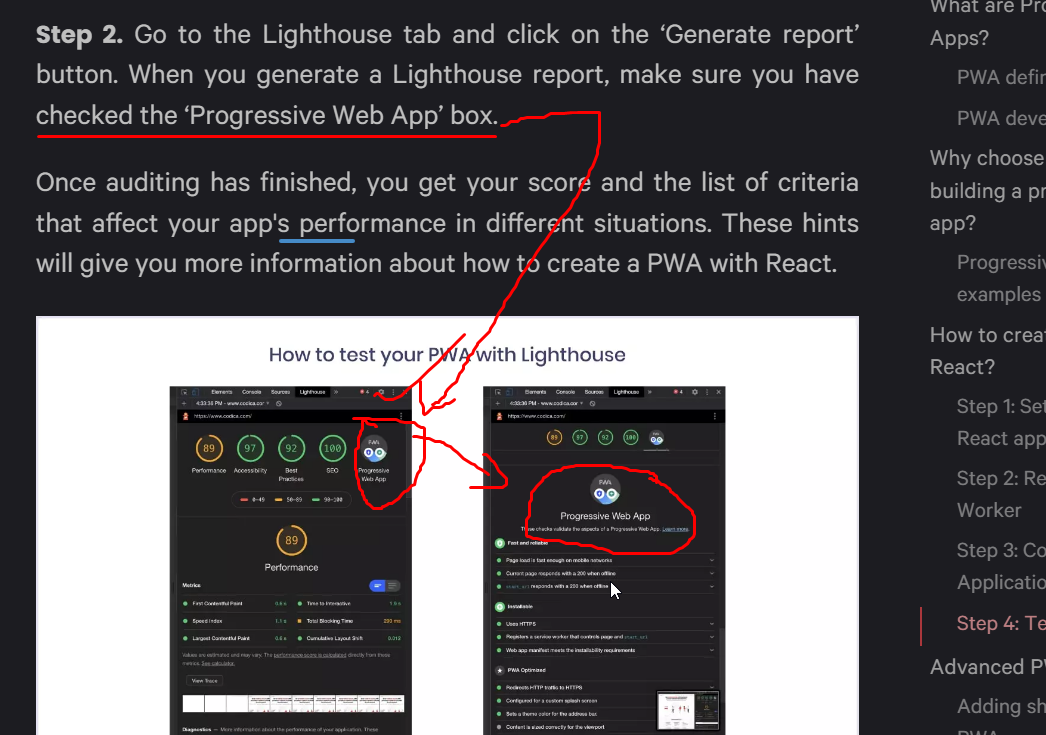 Step 2. Go to the Lighthouse tab and click on the ‘Generate report’
button. When you generate a Lighthouse report, make sure you have
checked the ‘Progressive Web App’ box.
Once auditing has finished, you get your score and the list of criteria
that affect your app's performance in different situations. These hints
will give you more information about how to create a PWA with React.
How to test your PWA with Lighthouse
Elements Console Sources Lighthouse
4:33:36 PM - www.codica.com
https://www.codica.com/
89 97 92 100 PWA
Performance Accessibility Best Practices SEO Progressive Web App
0-49 50-89 90-100
89
Performance
Metrics
First Contentful Paint 0.6 s Time to Interactive 1.9 s
Speed Index 1.1 s Total Blocking Time 230 ms
Largest Contentful Paint 0.6 s Cumulative Layout Shift 0.012
Values are estimated and may vary. The performance score is calculated directly from these
metrics. See calculator.
View Trace
Diagnostics — More information about the performance of your application. These
Elements Console Sources Lighthouse
4:33:36 PM - www.codica.com
https://www.codica.com/
89 97 92 100
PWA
Progressive Web App
These checks validate the aspects of a Progressive Web App. Learn more.
Fast and reliable
Page load is fast enough on mobile networks
Current page responds with a 200 when offline
start_url responds with a 200 when offline
Installable
Uses HTTPS
Registers a service worker that controls page and start_url
Web app manifest meets the installability requirements
PWA Optimized
Redirects HTTP traffic to HTTPS
Configured for a custom splash screen
Sets a theme color for the address bar.
Content is sized correctly for the viewport
What are Pro
Apps?
PWA defin
PWA deve
Why choose
building a pr
app?
Progressiv
examples
How to creat
React?
Step 1: Set
React app
Step 2: Re
Worker
Step 3: Co
Applicatio
Step 4: Te
Advanced PW
Adding sh
PWA